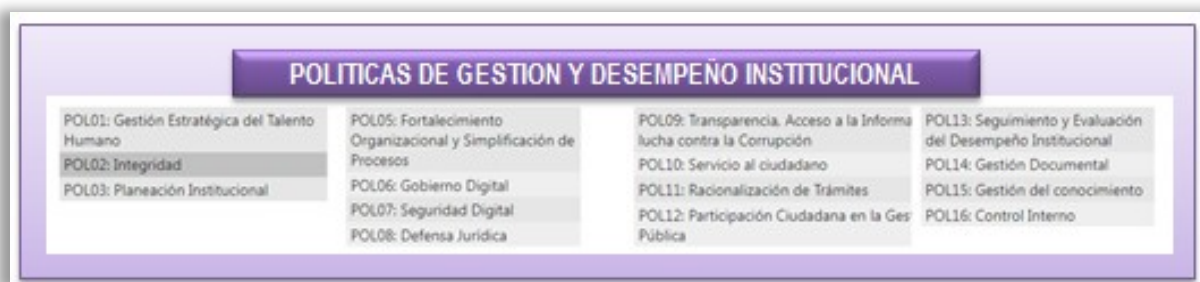 POLITICAS DE GESTION Y DESEMPEÑO INSTITUCIONAL
POL01: Gestión Estratégica del Talento
Humano
POL02: Integridad
POL03: Planeación Institucional
POL05: Fortalecimiento
Organizacional y Simplificación de
Procesos
POL06: Gobierno Digital
POL07: Seguridad Digital
POL08: Defensa Jurídica
POL09: Transparencia, Acceso a la Informa
lucha contra la Corrupción
POL10: Servicio al ciudadano
POL11: Racionalización de Trámites
POL12: Participación Ciudadana en la Ges
Pública
POL13: Seguimiento y Evaluación
del Desempeño Institucional
POL14: Gestión Documental
POL15: Gestión del conocimiento
POL16: Control Interno